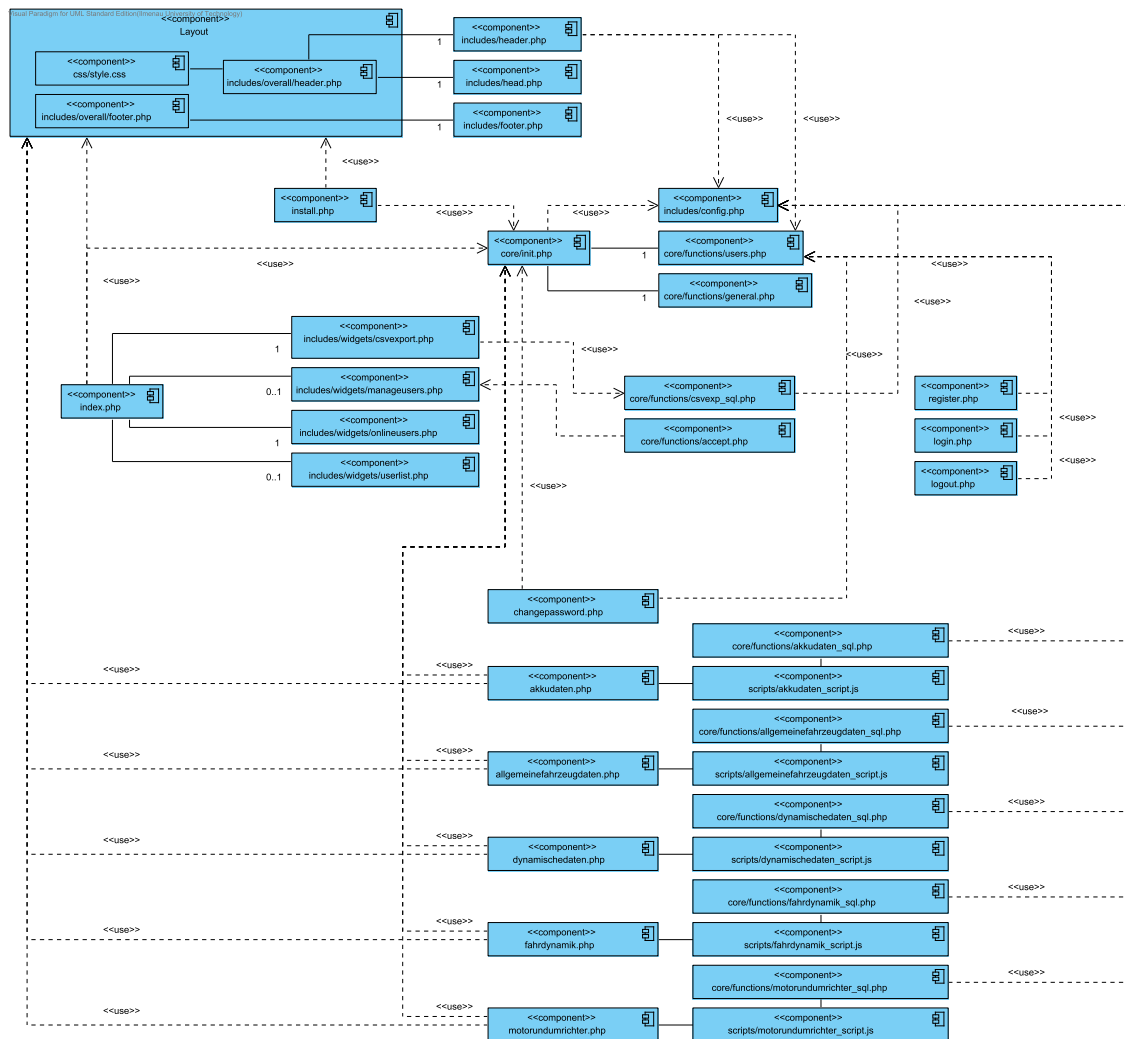 Visual Paradigm for UML Standard Edition(Ilmenau University of Technology)
<<component>>
Layout
<<component>>
css/style.css
<<component>>
includes/overall/header.php
<<component>>
includes/overall/footer.php
<<component>>
includes/header.php
1
<<component>>
includes/head.php
1
<<component>>
includes/footer.php
1
<<use>>
<<use>>
<<use>>
<<component>>
install.php
<<use>>
<<use>>
<<component>>
includes/config.php
<<component>>
core/init.php
<<component>>
core/functions/users.php
1
<<component>>
core/functions/general.php
1
<<use>>
<<use>>
<<use>>
<<use>>
<<component>>
includes/widgets/csvexport.php
1
<<use>>
<<use>>
<<component>>
includes/widgets/manageusers.php
0..1
<<component>>
index.php
<<component>>
includes/widgets/onlineusers.php
1
<<component>>
includes/widgets/userlist.php
0..1
<<component>>
core/functions/csvexp_sql.php
<<component>>
core/functions/accept.php
<<component>>
register.php
<<use>>
<<component>>
login.php
<<use>>
<<component>>
logout.php
<<use>>
<<component>>
changepassword.php
<<component>>
core/functions/akkudaten_sql.php
<<use>>
<<use>>
<<use>>
<<component>>
akkudaten.php
<<component>>
scripts/akkudaten_script.js
<<component>>
core/functions/allgemeinefahrzeugdaten_sql.php
<<use>>
<<use>>
<<use>>
<<component>>
allgemeinefahrzeugdaten.php
<<component>>
scripts/allgemeinefahrzeugdaten_script.js
<<component>>
core/functions/dynamischedaten_sql.php
<<use>>
<<use>>
<<use>>
<<component>>
dynamischedaten.php
<<component>>
scripts/dynamischedaten_script.js
<<component>>
core/functions/fahrdynamik_sql.php
<<use>>
<<use>>
<<use>>
<<component>>
fahrdynamik.php
<<component>>
scripts/fahrdynamik_script.js
<<component>>
core/functions/motorundumrichter_sql.php
<<use>>
<<use>>
<<use>>
<<component>>
motorundumrichter.php
<<component>>
scripts/motorundumrichter_script.js